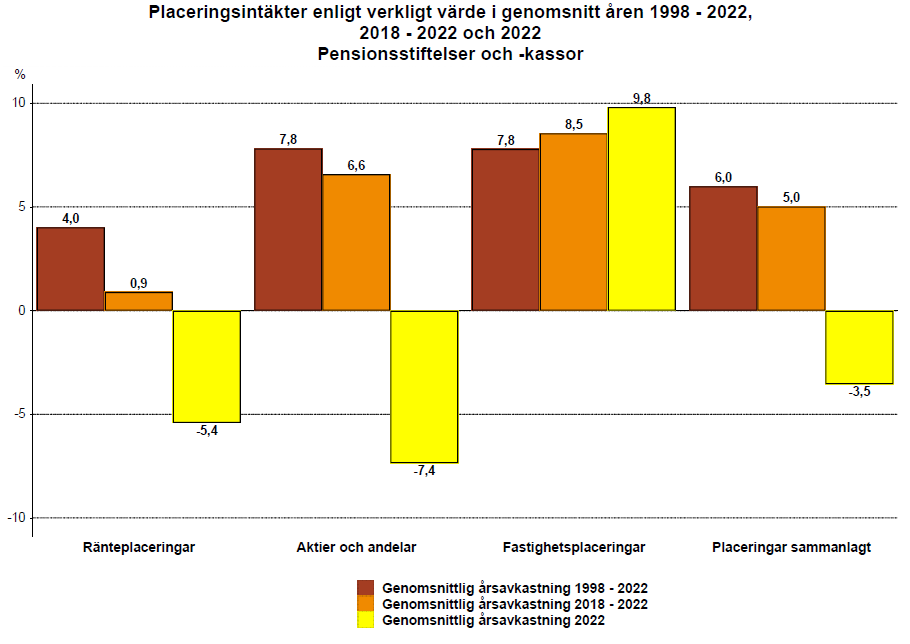 Placeringsintäkter enligt verkligt värde i genomsnitt åren 1998 - 2022,
2018 - 2022 och 2022
Pensionsstiftelser och -kassor
%
10
5
0
-5
-10
4,0
0,9
-5,4
7,8
6,6
-7,4
7,8
8,5
9,8
6,0
5,0
-3,5
Ränteplaceringar
Aktier och andelar
Fastighetsplaceringar
Placeringar sammanlagt
Genomsnittlig årsavkastning 1998 - 2022
Genomsnittlig årsavkastning 2018 - 2022
Genomsnittlig årsavkastning 2022